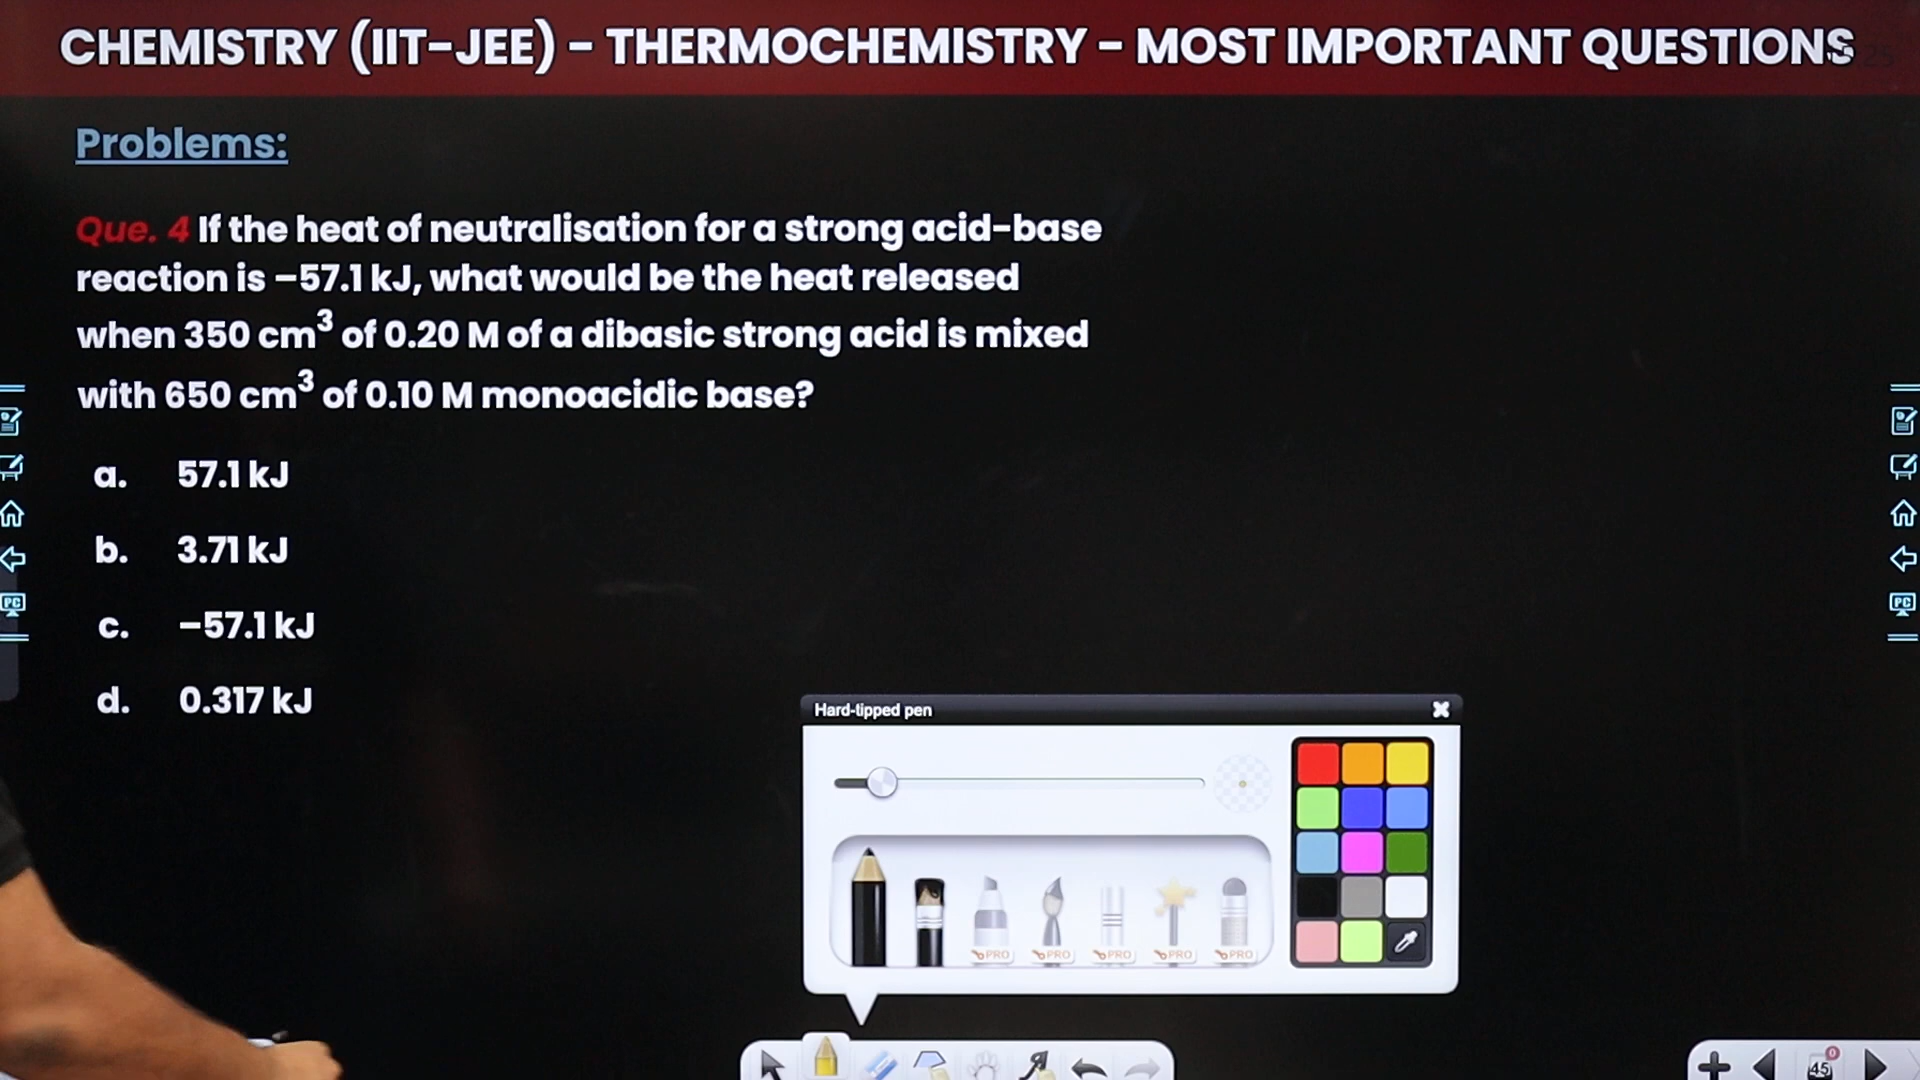 CHEMISTRY (IIT-JEE) - THERMOCHEMISTRY - MOST IMPORTANT QUESTIONS
Problems:
Que. 4 If the heat of neutralisation for a strong acid-base
reaction is –57.1 kJ, what would be the heat released
when 350 cm³ of 0.20 M of a dibasic strong acid is mixed
with 650 cm³ of 0.10 M monoacidic base?
a. 57.1 kJ
b. 3.71 kJ
c. –57.1 kJ
d. 0.317 kJ
Hard-tipped pen
PRO PRO PRO PRO PRO
PC
PC
45
0